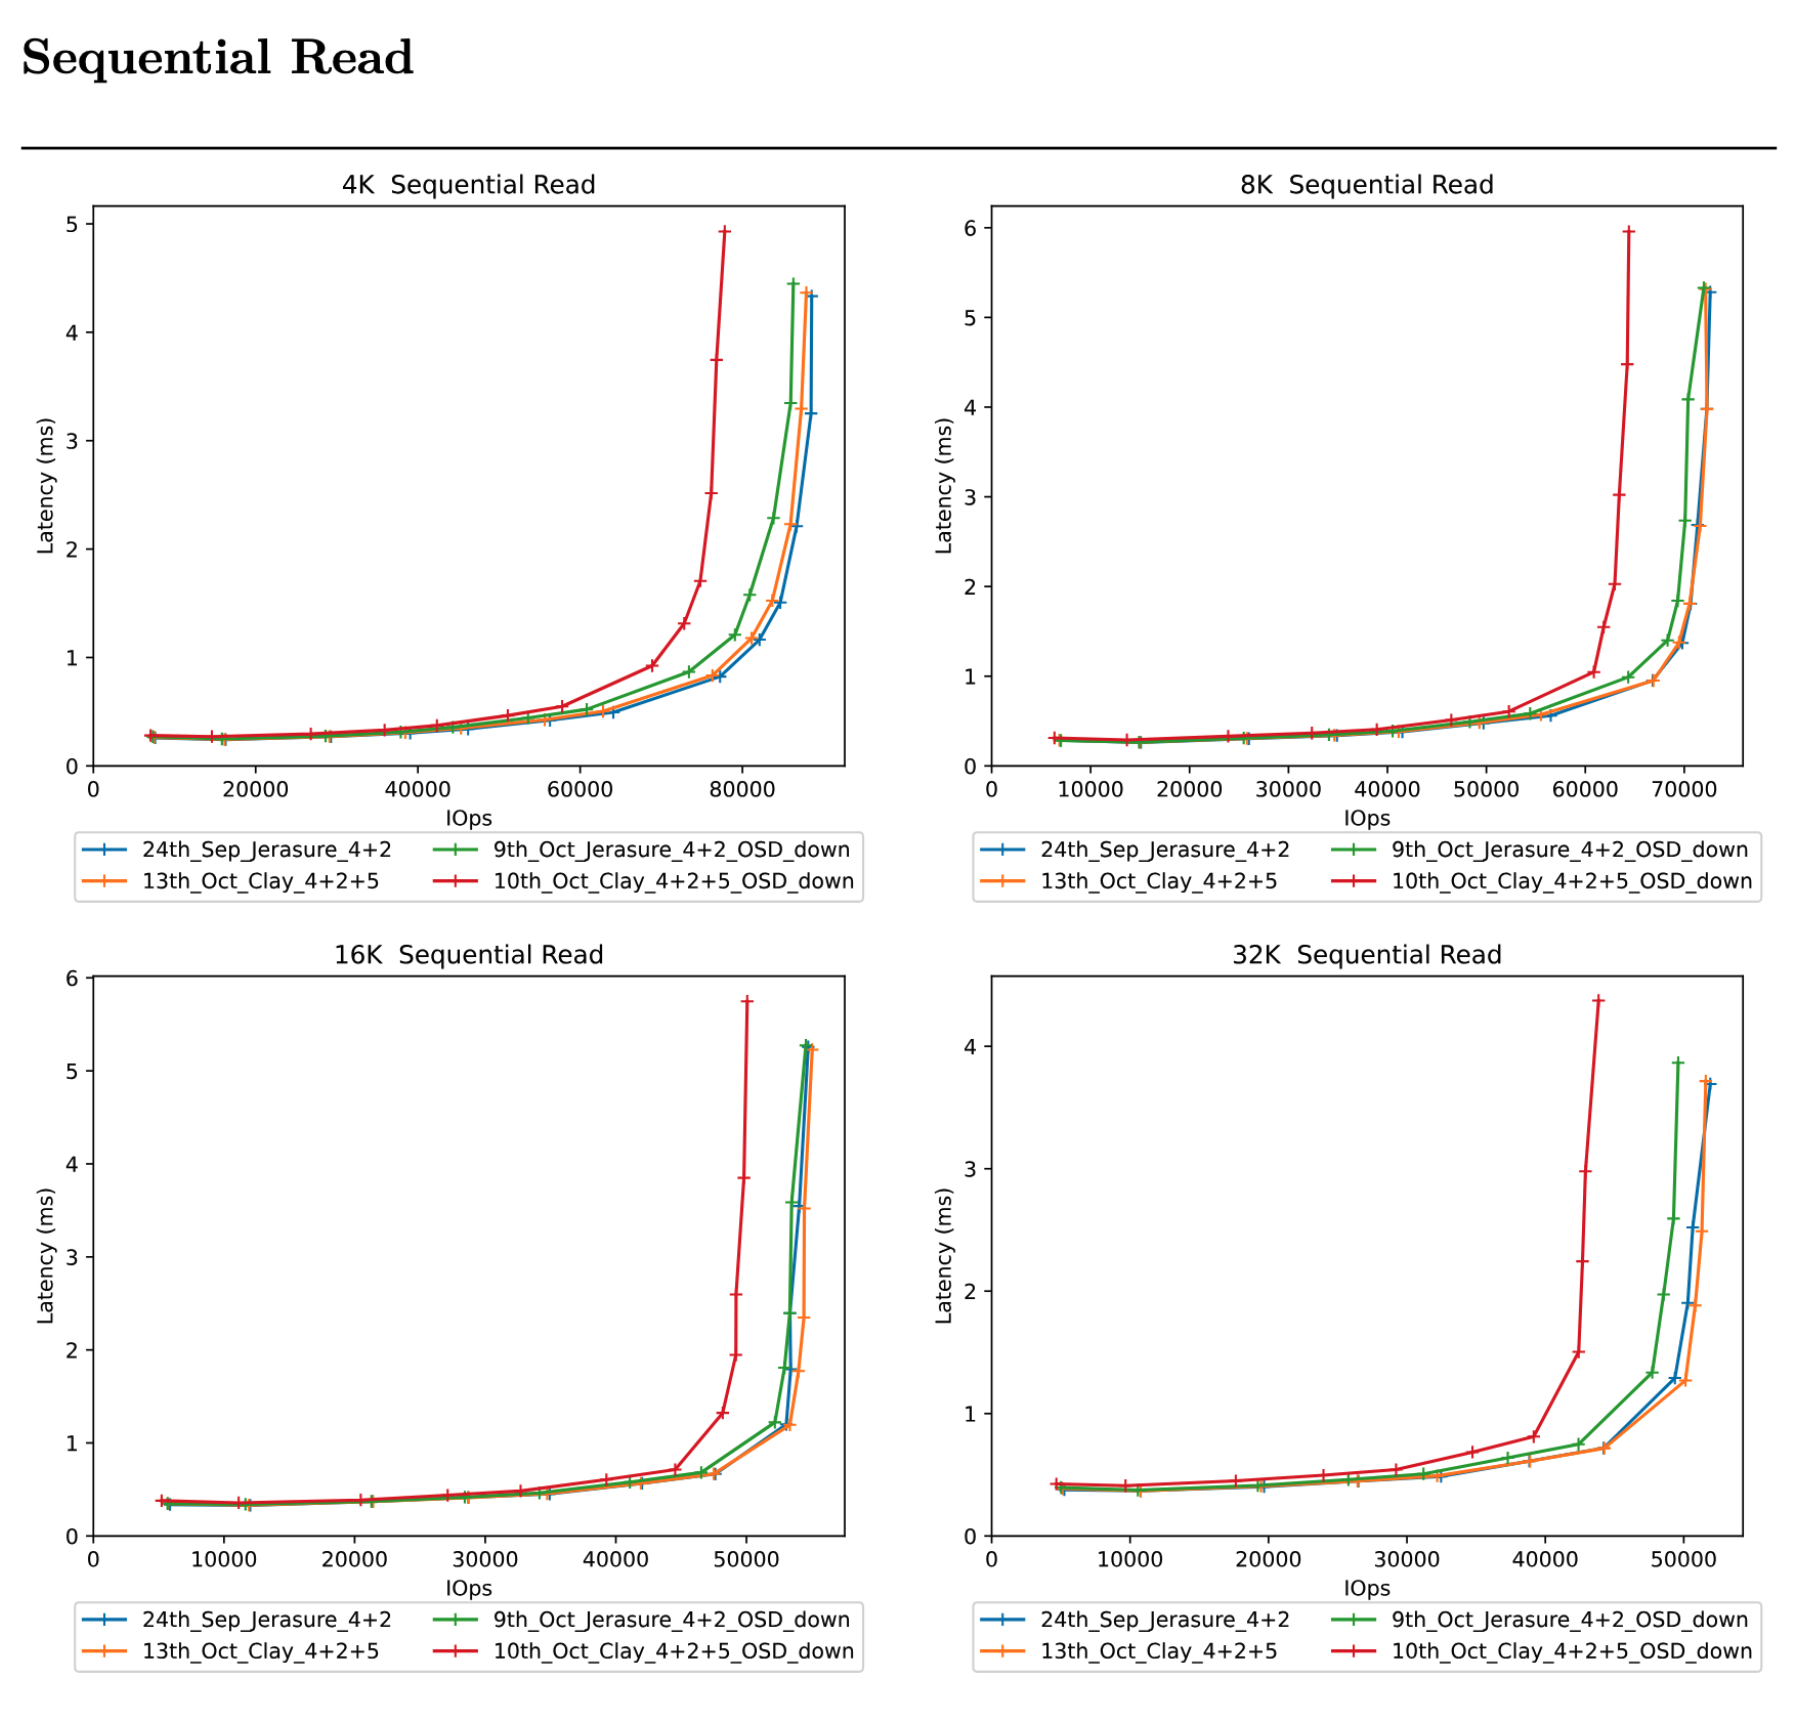 Sequential Read
4K  Sequential Read
Latency (ms)
5
4
3
2
1
0
0 20000 40000 60000 80000
IOps
24th_Sep_Jerasure_4+2 9th_Oct_Jerasure_4+2_OSD_down
13th_Oct_Clay_4+2+5 10th_Oct_Clay_4+2+5_OSD_down
8K  Sequential Read
Latency (ms)
6
5
4
3
2
1
0
0 10000 20000 30000 40000 50000 60000 70000
IOps
24th_Sep_Jerasure_4+2 9th_Oct_Jerasure_4+2_OSD_down
13th_Oct_Clay_4+2+5 10th_Oct_Clay_4+2+5_OSD_down
16K  Sequential Read
Latency (ms)
6
5
4
3
2
1
0
0 10000 20000 30000 40000 50000
IOps
24th_Sep_Jerasure_4+2 9th_Oct_Jerasure_4+2_OSD_down
13th_Oct_Clay_4+2+5 10th_Oct_Clay_4+2+5_OSD_down
32K  Sequential Read
Latency (ms)
4
3
2
1
0
0 10000 20000 30000 40000 50000
IOps
24th_Sep_Jerasure_4+2 9th_Oct_Jerasure_4+2_OSD_down
13th_Oct_Clay_4+2+5 10th_Oct_Clay_4+2+5_OSD_down